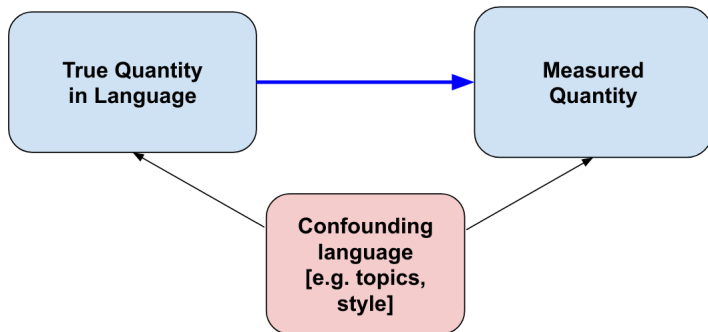 True Quantity
in Language
Measured
Quantity
Confounding
language
[e.g. topics,
style]